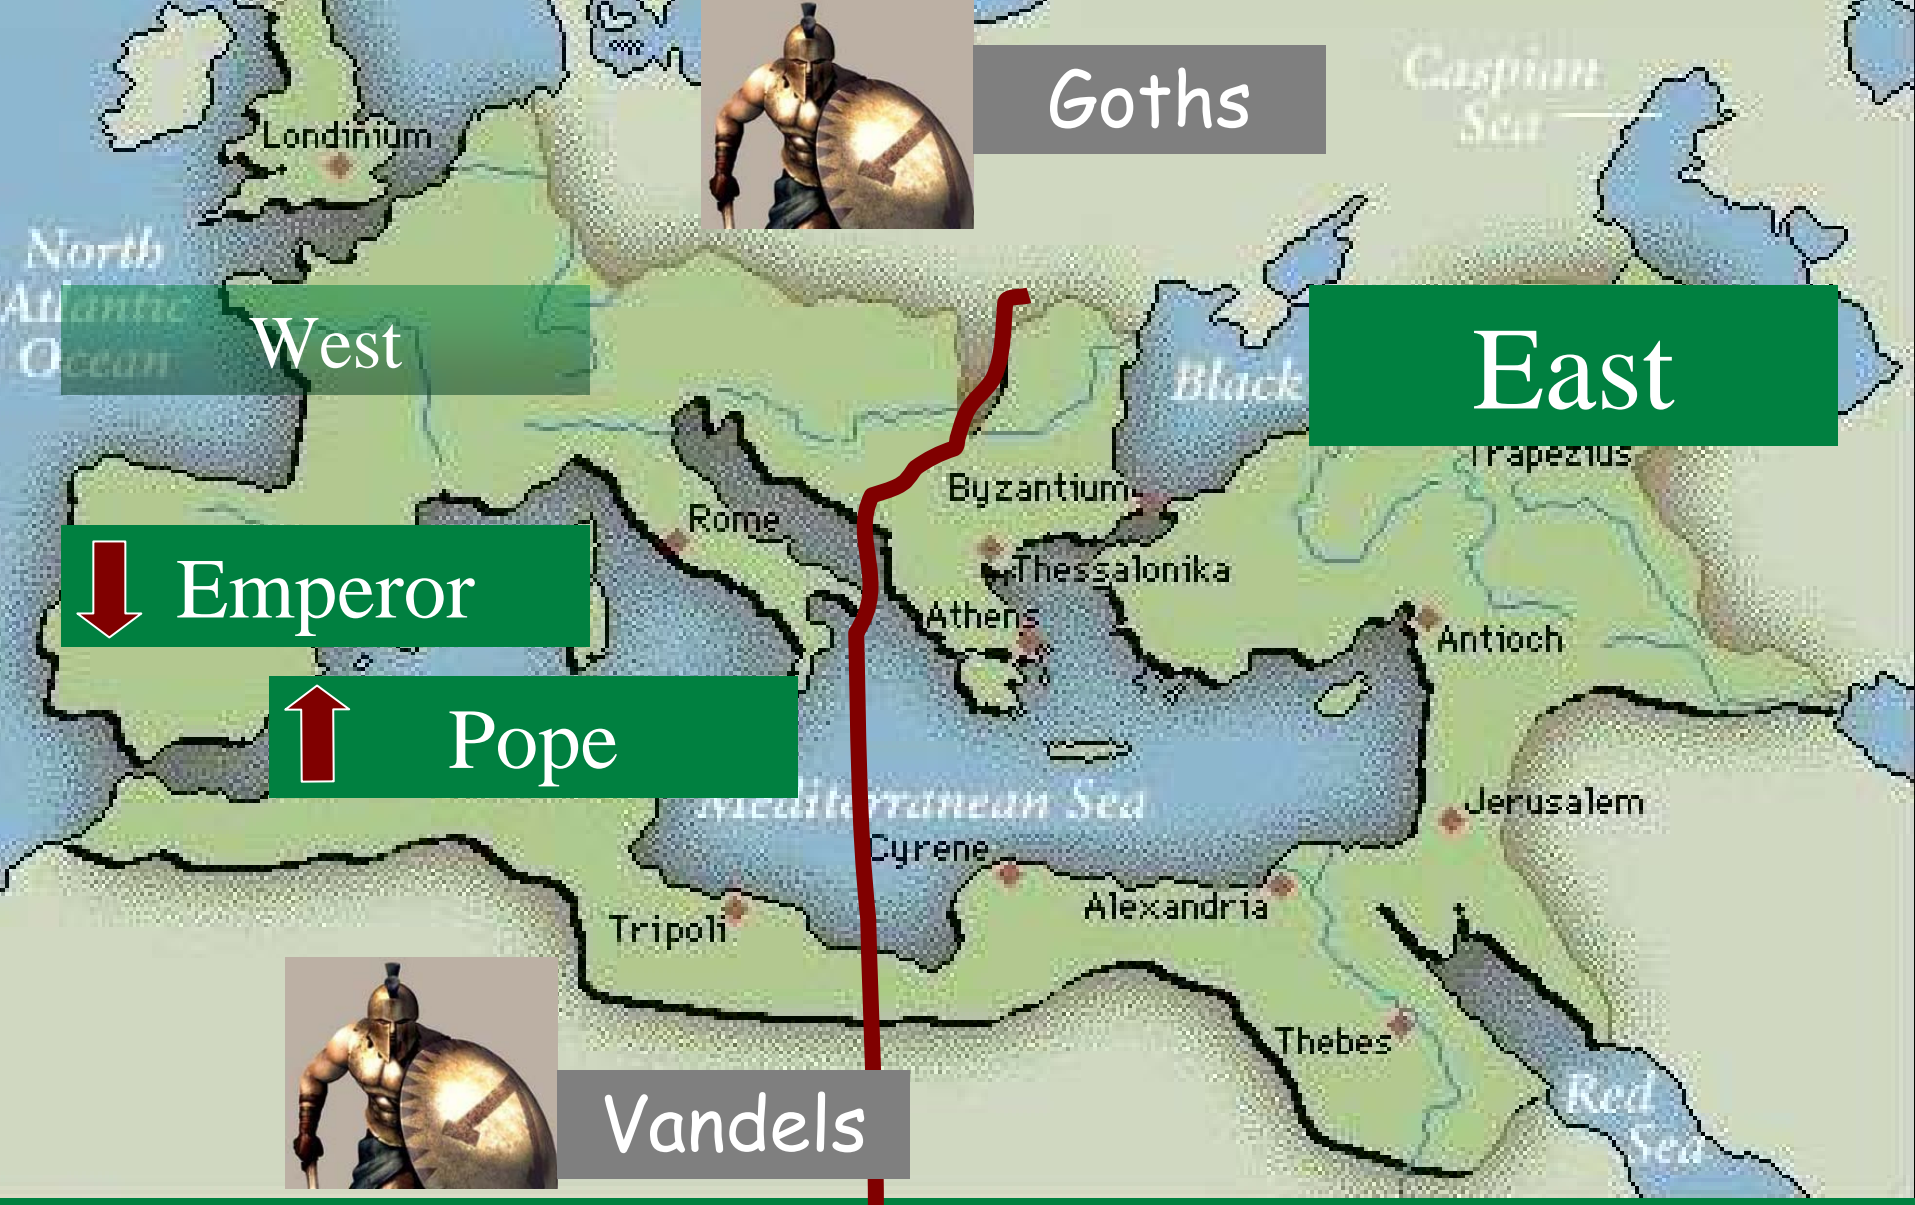 Goths
Caspian
Sea
Londinium
North
Atlantic
Ocean
West
East
Black
Trapezius
Byzantium
Rome
Emperor
Thessalonika
Athens
Antioch
Pope
Mediterranean Sea
Jerusalem
Cyrene
Alexandria
Tripoli
Thebes
Vandels
Red
Sea